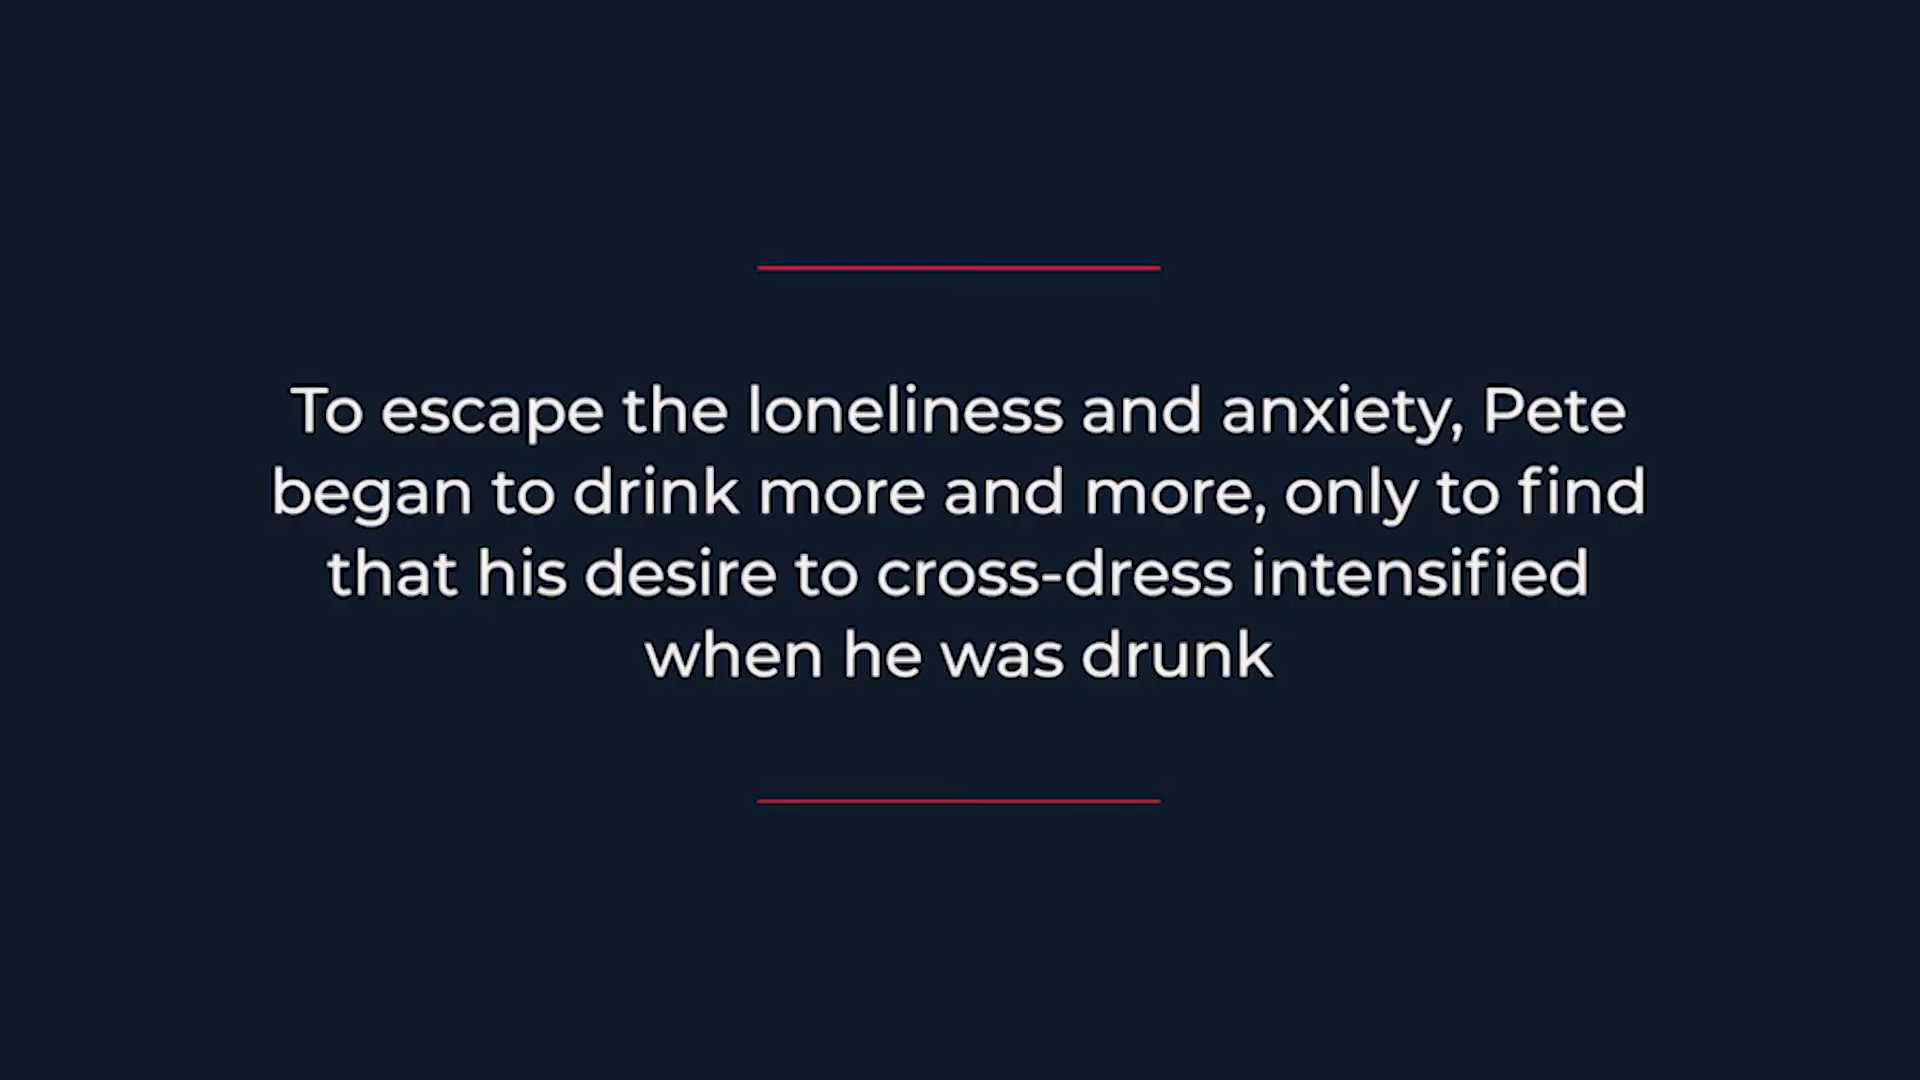 To escape the loneliness and anxiety, Pete
began to drink more and more, only to find
that his desire to cross-dress intensified
when he was drunk